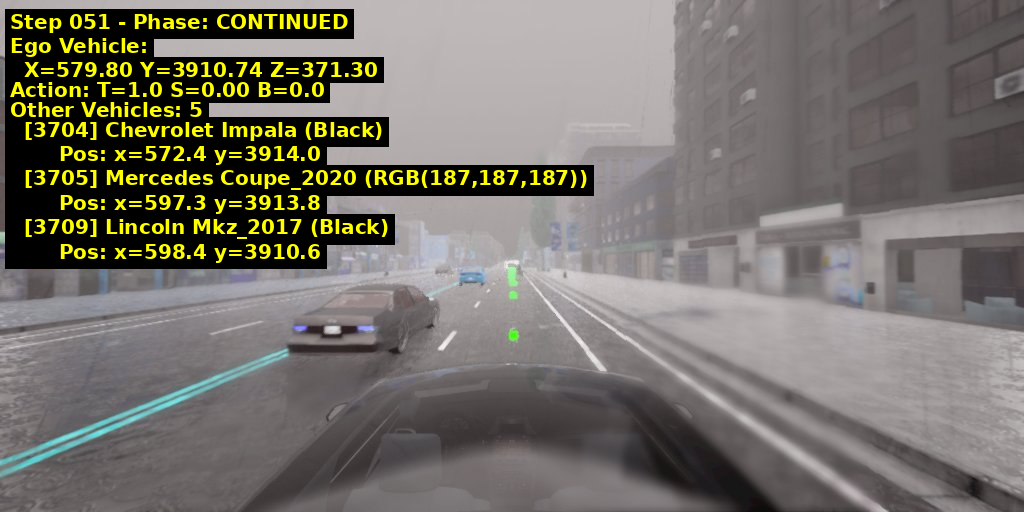 Step 051 - Phase: CONTINUED
Ego Vehicle:
X=579.80 Y=3910.74 Z=371.30
Action: T=1.0 S=0.00 B=0.0
Other Vehicles: 5
[3704] Chevrolet Impala (Black)
Pos: x=572.4 y=3914.0
[3705] Mercedes Coupe_2020 (RGB(187,187,187))
Pos: x=597.3 y=3913.8
[3709] Lincoln Mkz_2017 (Black)
Pos: x=598.4 y=3910.6